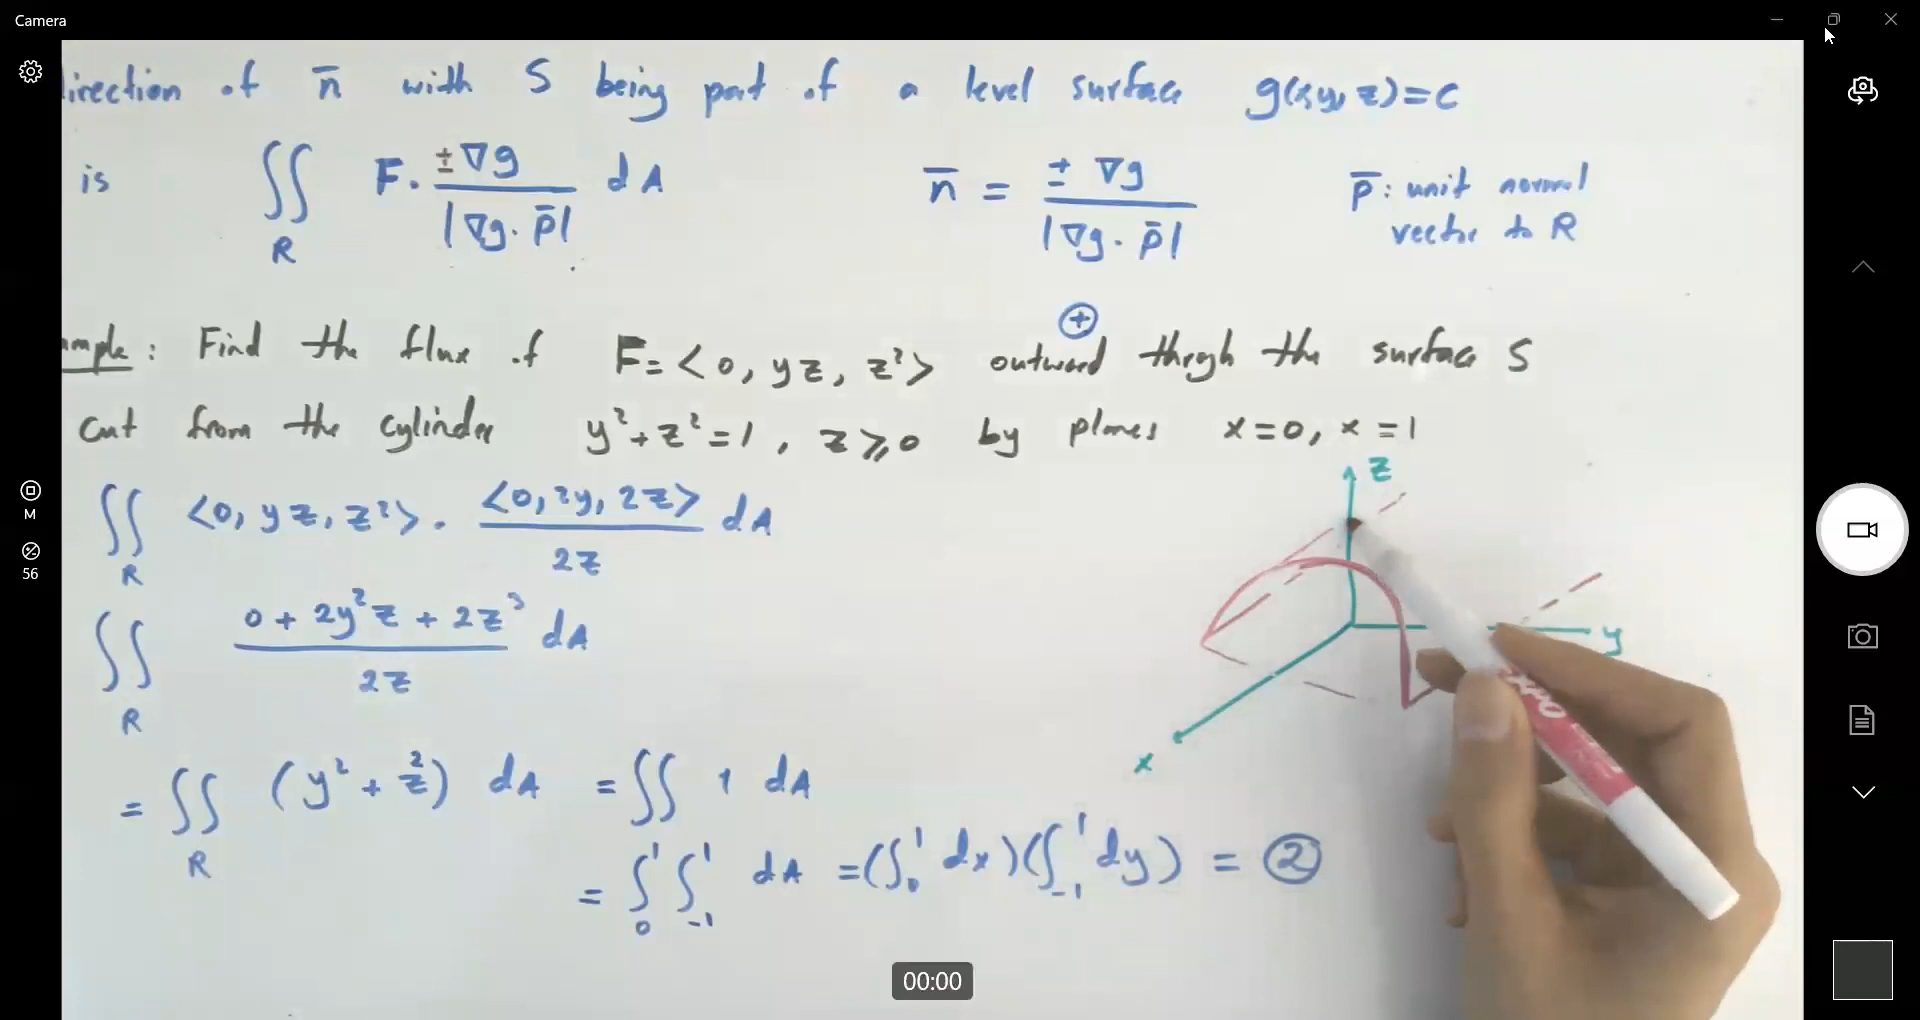 Camera
direction of n̄ with S being part of a level surface g(x,y,z)=c
is ∬_R F. ±∇g/|∇g. p̄| dA n̄ = ±∇g/|∇g. p̄| p̄: unit normal
vector to R
+
ample: Find the flux of F=<0, yz, z²> outward throgh the surface S
cut from the cylinder y²+z²=1, z≥0 by planes x=0, x=1
∬_R <0, yz, z²>. <0, 2y, 2z>/2z dA
z
∬_R (0 + 2y²z + 2z³)/2z dA
y
x
= ∬_R (y² + z²) dA = ∬ 1 dA
= ∫₀¹ ∫₋₁¹ dA = (∫₀¹ dx)(∫₋₁¹ dy) = 2
M
56
00:00